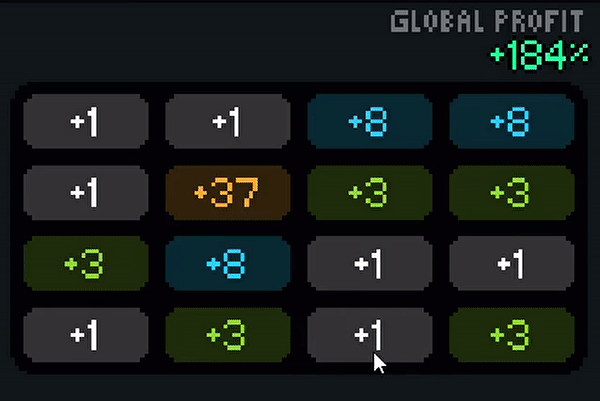 GLOBAL PROFIT
+184%
+1 +1 +8 +8
+1 +37 +3 +3
+3 +8 +1 +1
+1 +3 +1 +3